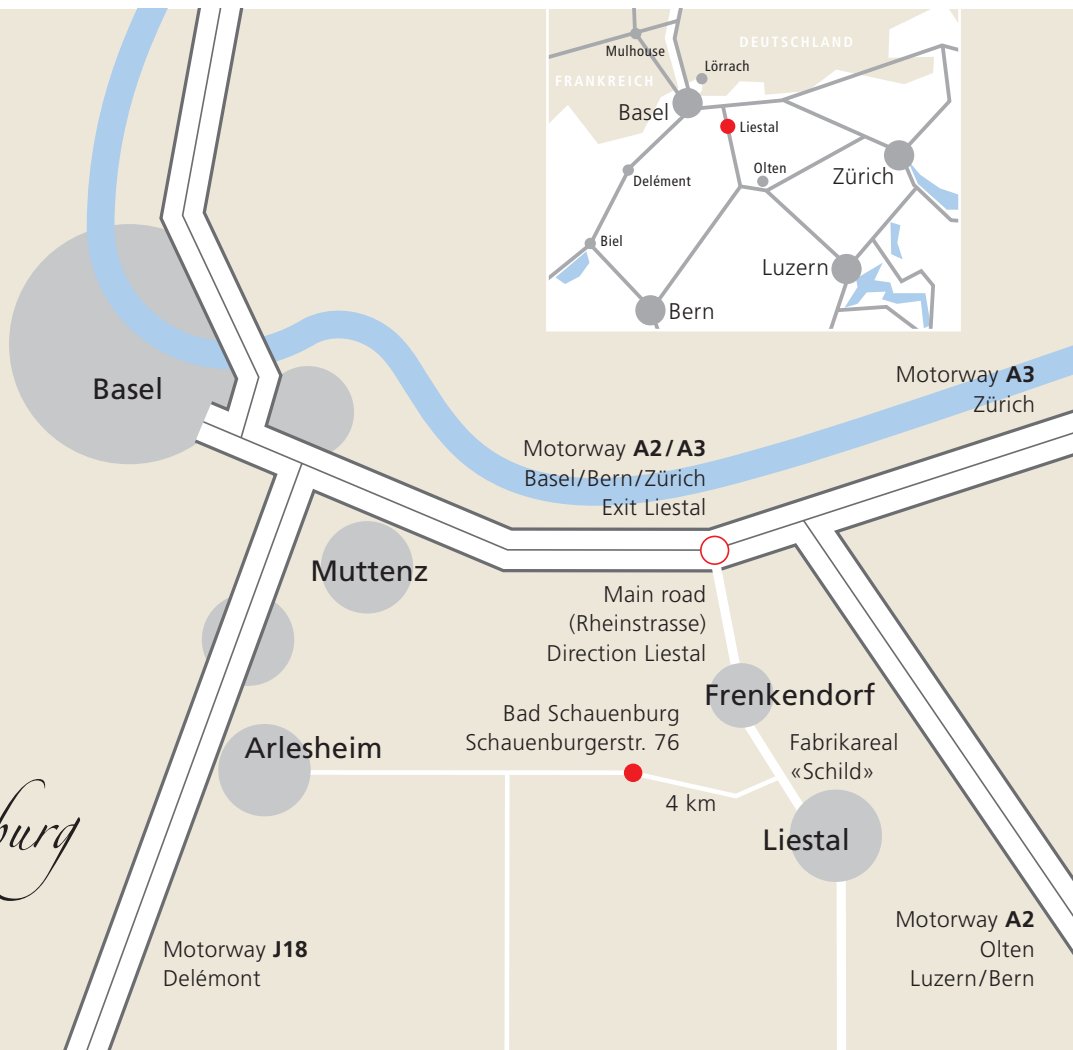 DEUTSCHLAND
Mulhouse
Lörrach
FRANKREICH
Basel
Liestal
Olten
Zürich
Delément
Biel
Luzern
Bern
Motorway A3
Zürich
Basel
Motorway A2/A3
Basel/Bern/Zürich
Exit Liestal
Muttenz
Main road
(Rheinstrasse)
Direction Liestal
Frenkendorf
Bad Schauenburg
Schauenburgerstr. 76
Arlesheim
Fabrikareal
«Schild»
4 km
burg
Liestal
Motorway J18
Delémont
Motorway A2
Olten
Luzern/Bern